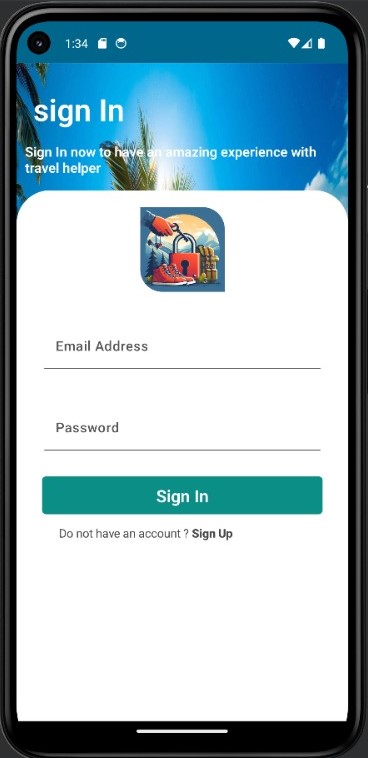 1:34
sign In
Sign In now to have an amazing experience with
travel helper
Email Address
Password
Sign In
Do not have an account ? Sign Up